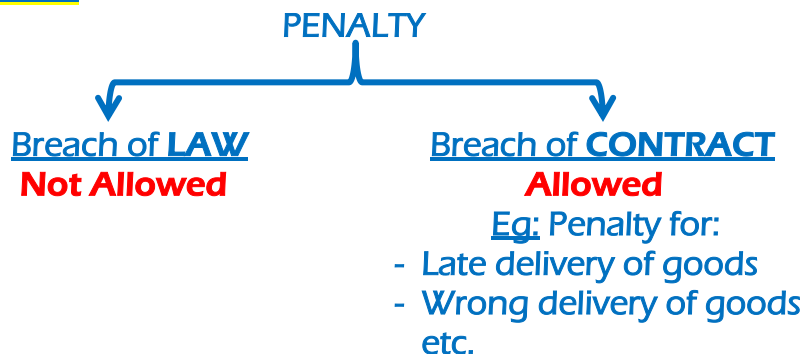 PENALTY
Breach of LAW
Not Allowed
Breach of CONTRACT
Allowed
Eg: Penalty for:
- Late delivery of goods
- Wrong delivery of goods
etc.